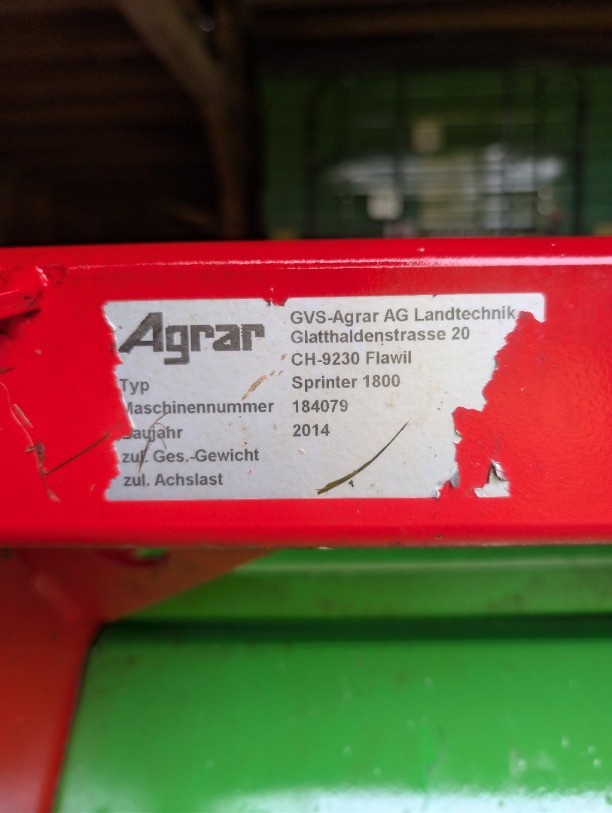 Agrar
GVS-Agrar AG Landtechnik
Glatthaldenstrasse 20
CH-9230 Flawil
Typ Sprinter 1800
Maschinennummer 184079
Baujahr 2014
zul. Ges.-Gewicht
zul. Achslast